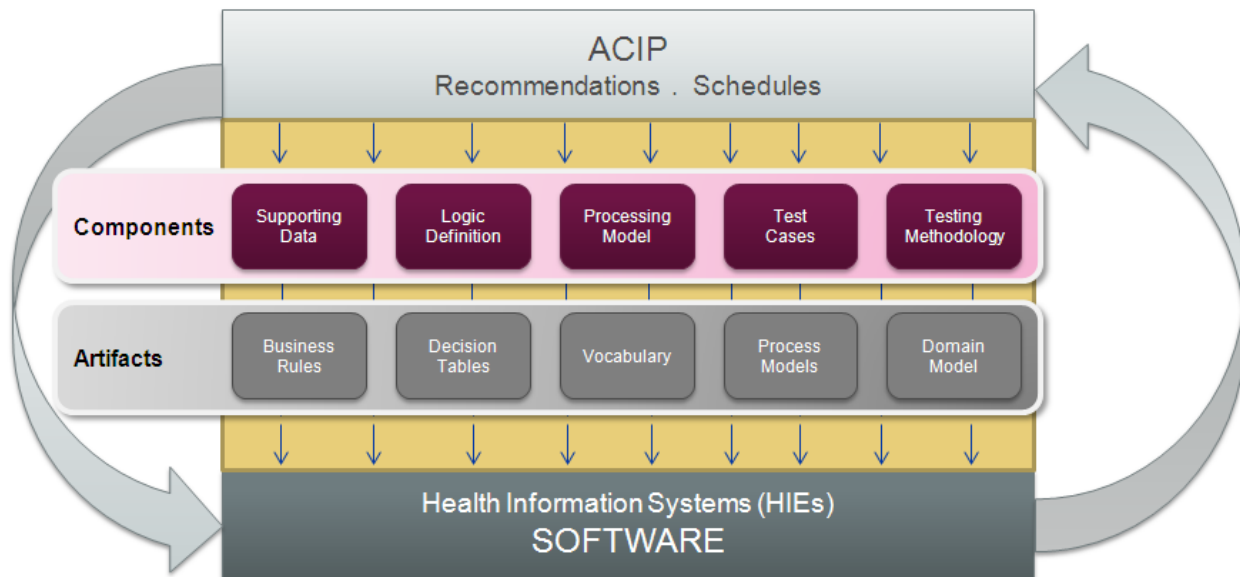 ACIP
Recommendations . Schedules
Components
Supporting
Data
Logic
Definition
Processing
Model
Test
Cases
Testing
Methodology
Artifacts
Business
Rules
Decision
Tables
Vocabulary
Process
Models
Domain
Model
Health Information Systems (HIEs)
SOFTWARE